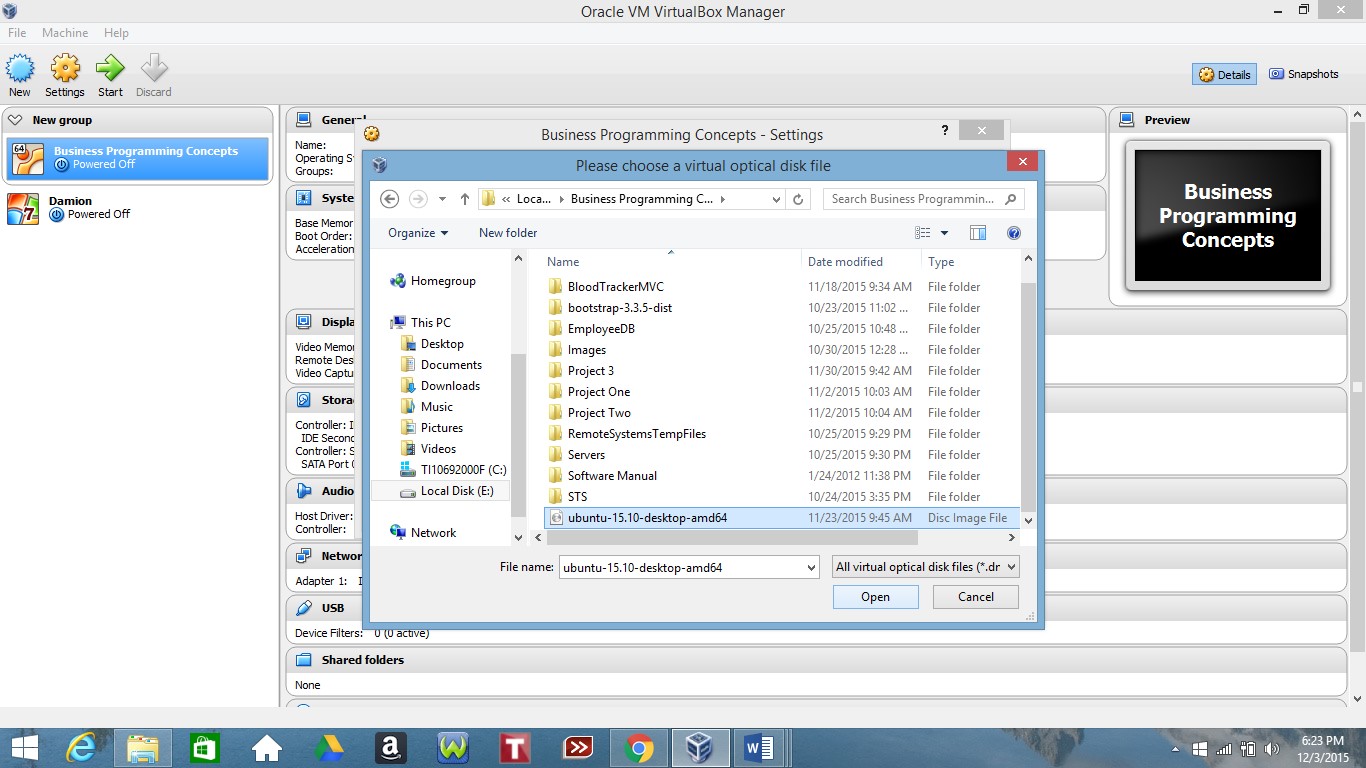 Oracle VM VirtualBox Manager
File Machine Help
New Settings Start Discard
Details Snapshots
New group
64
Business Programming Concepts
Powered Off
Damion
Powered Off
General
Name:
Operating Sy
Groups:
Syste
Base Memor
Boot Order:
Acceleration
Displa
Video Memor
Remote Des
Video Captu
Stora
Controller: I
IDE Second
Controller: S
SATA Port (
Audio
Host Driver:
Controller:
Networ
Adapter 1: I
USB
Device Filters: 0 (0 active)
Shared folders
None
Preview
Business
Programming
Concepts
Business Programming Concepts - Settings
?
Please choose a virtual optical disk file
« Loca... Business Programming C...
Search Business Programmin...
Organize New folder
Homegroup
This PC
Desktop
Documents
Downloads
Music
Pictures
Videos
TI10692000F (C:)
Local Disk (E:)
Network
Name Date modified Type
BloodTrackerMVC 11/18/2015 9:34 AM File folder
bootstrap-3.3.5-dist 10/23/2015 11:02 ... File folder
EmployeeDB 10/25/2015 10:48 ... File folder
Images 10/30/2015 12:28 ... File folder
Project 3 11/30/2015 9:42 AM File folder
Project One 11/2/2015 10:03 AM File folder
Project Two 11/2/2015 10:04 AM File folder
RemoteSystemsTempFiles 10/25/2015 9:29 PM File folder
Servers 10/25/2015 9:30 PM File folder
Software Manual 1/24/2012 11:38 PM File folder
STS 10/24/2015 3:35 PM File folder
ubuntu-15.10-desktop-amd64 11/23/2015 9:45 AM Disc Image File
File name: ubuntu-15.10-desktop-amd64 All virtual optical disk files (*.dr
Open Cancel
6:23 PM
12/3/2015